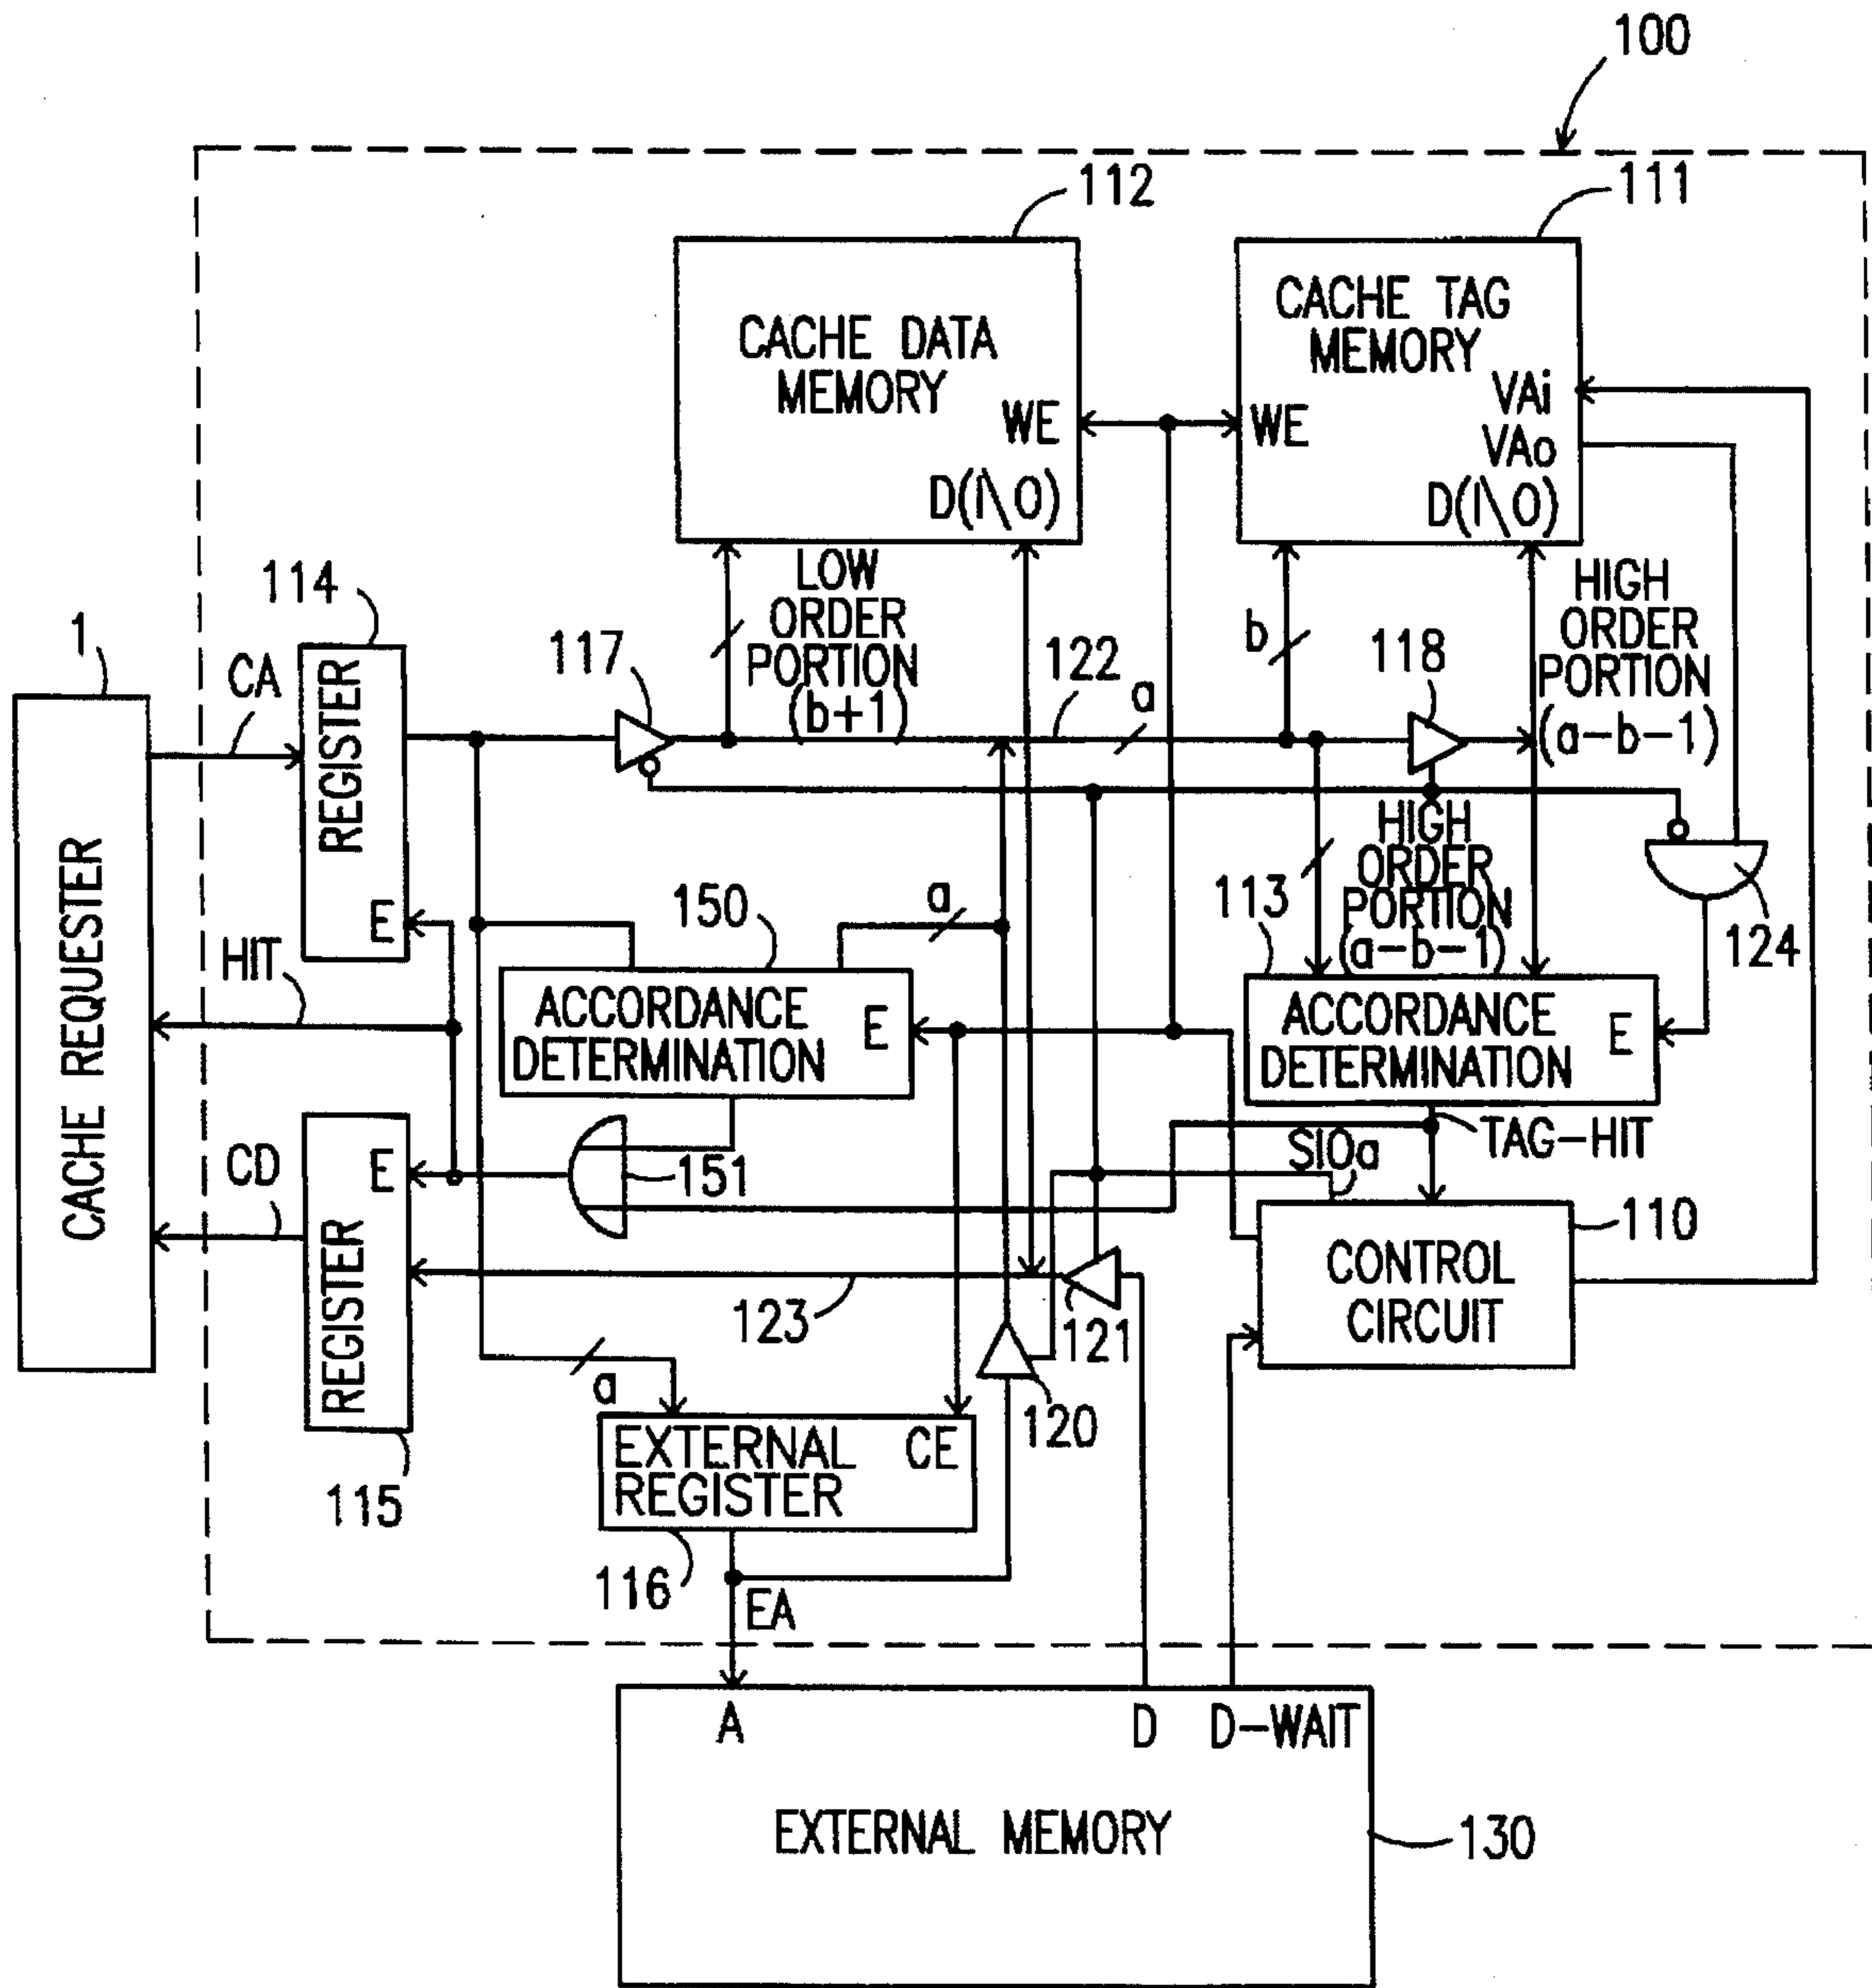 100
112
111
CACHE DATA
MEMORY
WE
D(I\O)
CACHE TAG
MEMORY
VAi
WE
VAo
D(I\O)
114
1
CA
REGISTER
E
117
LOW
ORDER
PORTION
(b+1)
122
a
b
118
HIGH
ORDER
PORTION
(a-b-1)
CACHE REQUESTER
HIT
150
a
ACCORDANCE
DETERMINATION
E
113
HIGH
ORDER
PORTION
(a-b-1)
124
ACCORDANCE
DETERMINATION
E
TAG-HIT
SIOa
CD
E
REGISTER
151
110
CONTROL
CIRCUIT
123
121
a
120
EXTERNAL
REGISTER
CE
115
116
EA
A
D
D-WAIT
EXTERNAL MEMORY
130